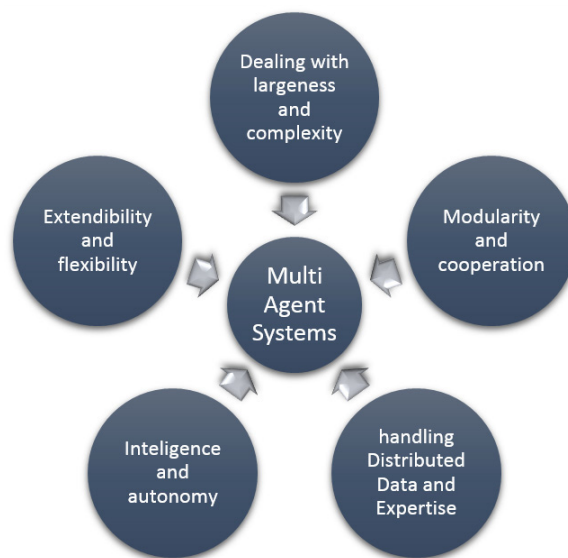 Dealing with
largeness
and
complexity
Extendibility
and
flexibility
Modularity
and
cooperation
Multi
Agent
Systems
Inteligence
and
autonomy
handling
Distributed
Data and
Expertise